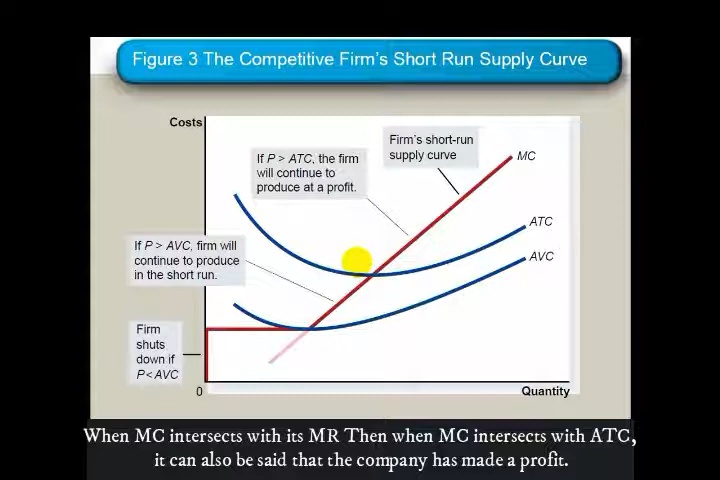 Figure 3 The Competitive Firm's Short Run Supply Curve
Costs
Firm's short-run
supply curve
MC
If P > ATC, the firm
will continue to
produce at a profit.
ATC
If P > AVC, firm will
continue to produce
in the short run.
AVC
Firm
shuts
down if
P< AVC
0
Quantity
When MC intersects with its MR Then when MC intersects with ATC,
it can also be said that the company has made a profit.